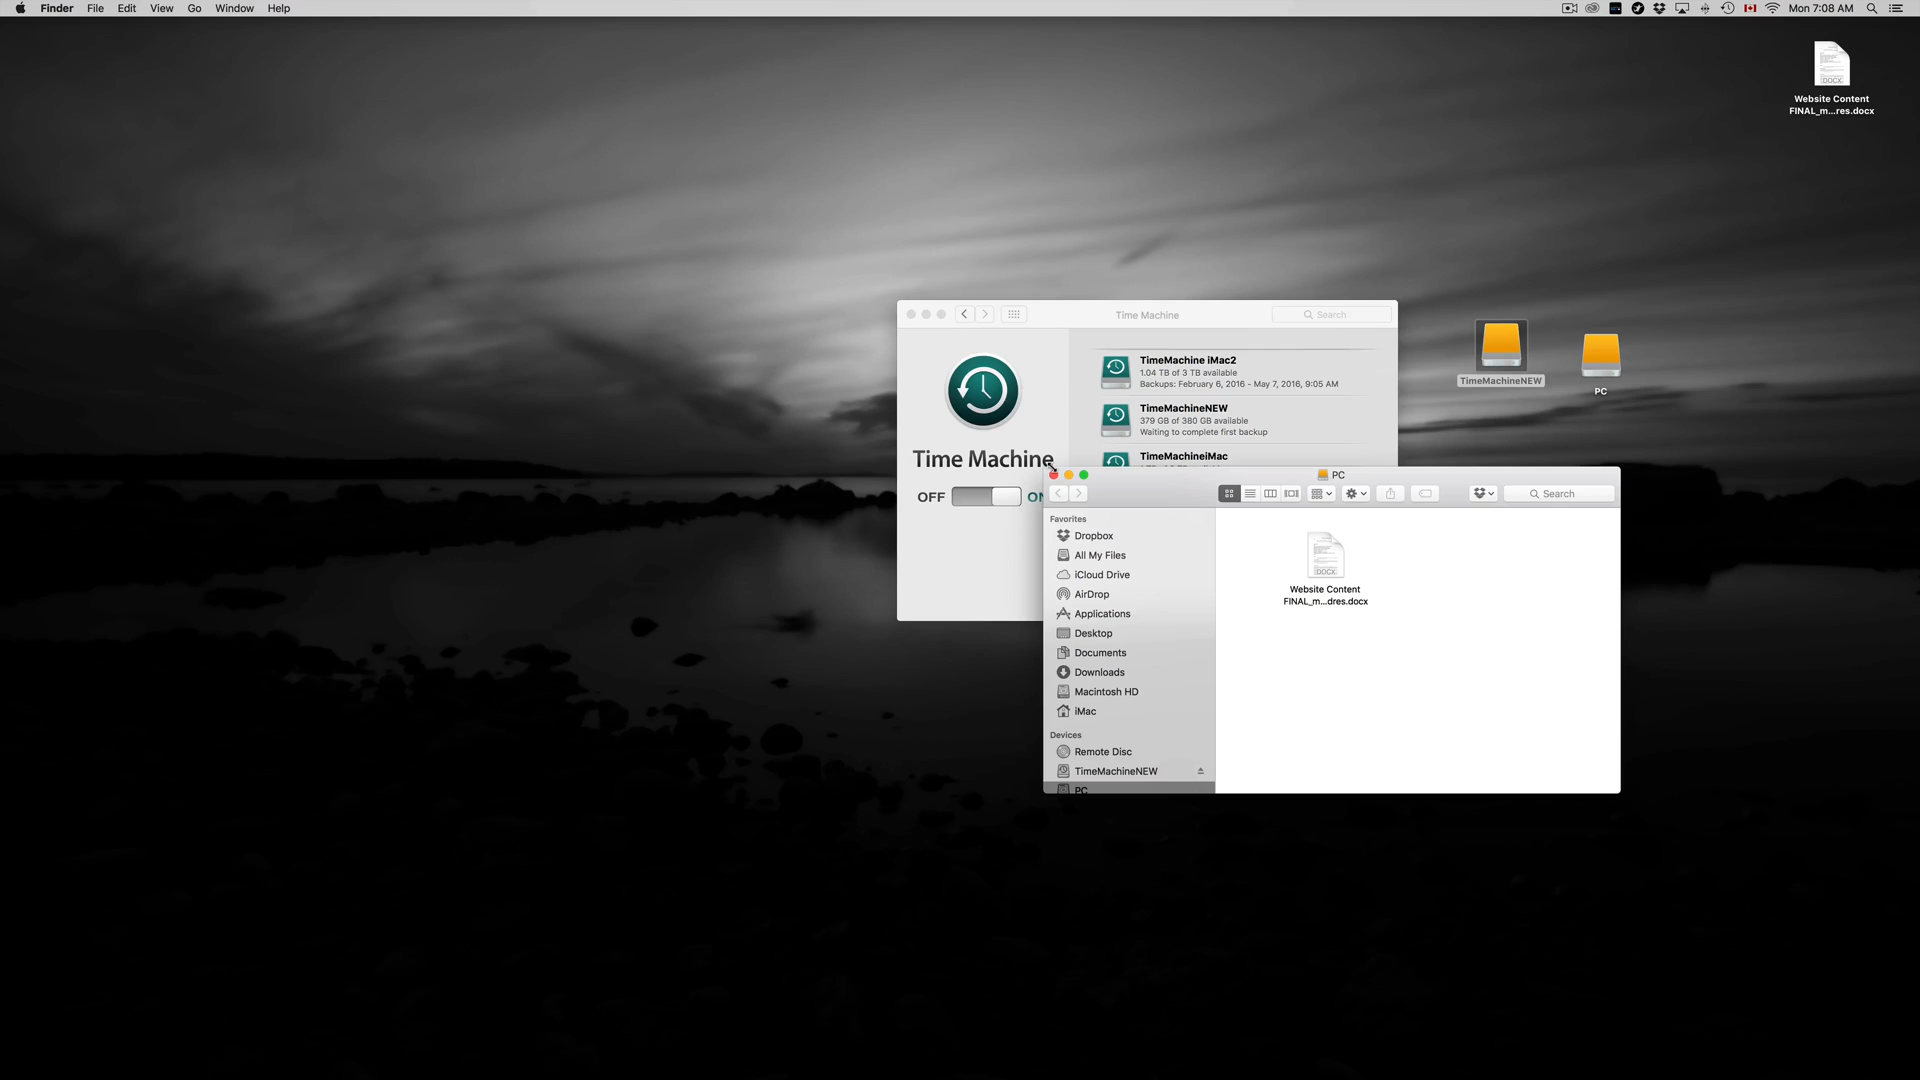 Finder File Edit View Go Window Help
Mon 7:08 AM
DOCX
Website Content
FINAL_m...res.docx
Time Machine
Search
TimeMachine iMac2
1.04 TB of 3 TB available
Backups: February 6, 2016 - May 7, 2016, 9:05 AM
TimeMachineNEW
379 GB of 380 GB available
Waiting to complete first backup
TimeMachineiMac
Time Machine
OFF
TimeMachineNEW
PC
PC
Search
Favorites
Dropbox
All My Files
iCloud Drive
AirDrop
Applications
Desktop
Documents
Downloads
Macintosh HD
iMac
Devices
Remote Disc
TimeMachineNEW
PC
DOCX
Website Content
FINAL_m...dres.docx